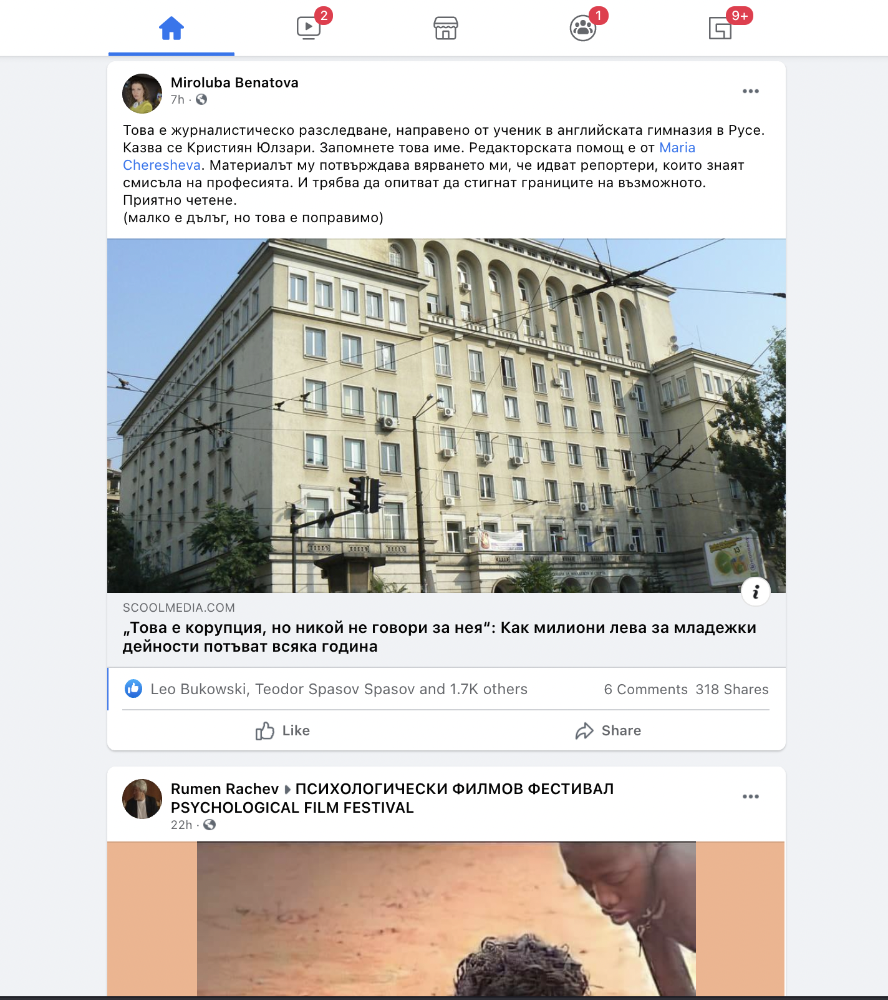 2
1
9+
Miroluba Benatova
7h ·
Това е журналистическо разследване, направено от ученик в английската гимназия в Русе.
Казва се Кристиян Юлзари. Запомнете това име. Редакторската помощ е от Maria
Cheresheva. Материалът му потвърждава вярването ми, че идват репортери, които знаят
смисъла на професията. И трябва да опитват да стигнат границите на възможното.
Приятно четене.
(малко е дълъг, но това е поправимо)
SCOOLMEDIA.COM
„Това е корупция, но никой не говори за нея“: Как милиони лева за младежки
дейности потъват всяка година
Leo Bukowski, Teodor Spasov Spasov and 1.7K others
6 Comments 318 Shares
Like
Share
Rumen Rachev ПСИХОЛОГИЧЕСКИ ФИЛМОВ ФЕСТИВАЛ
PSYCHOLOGICAL FILM FESTIVAL
22h ·